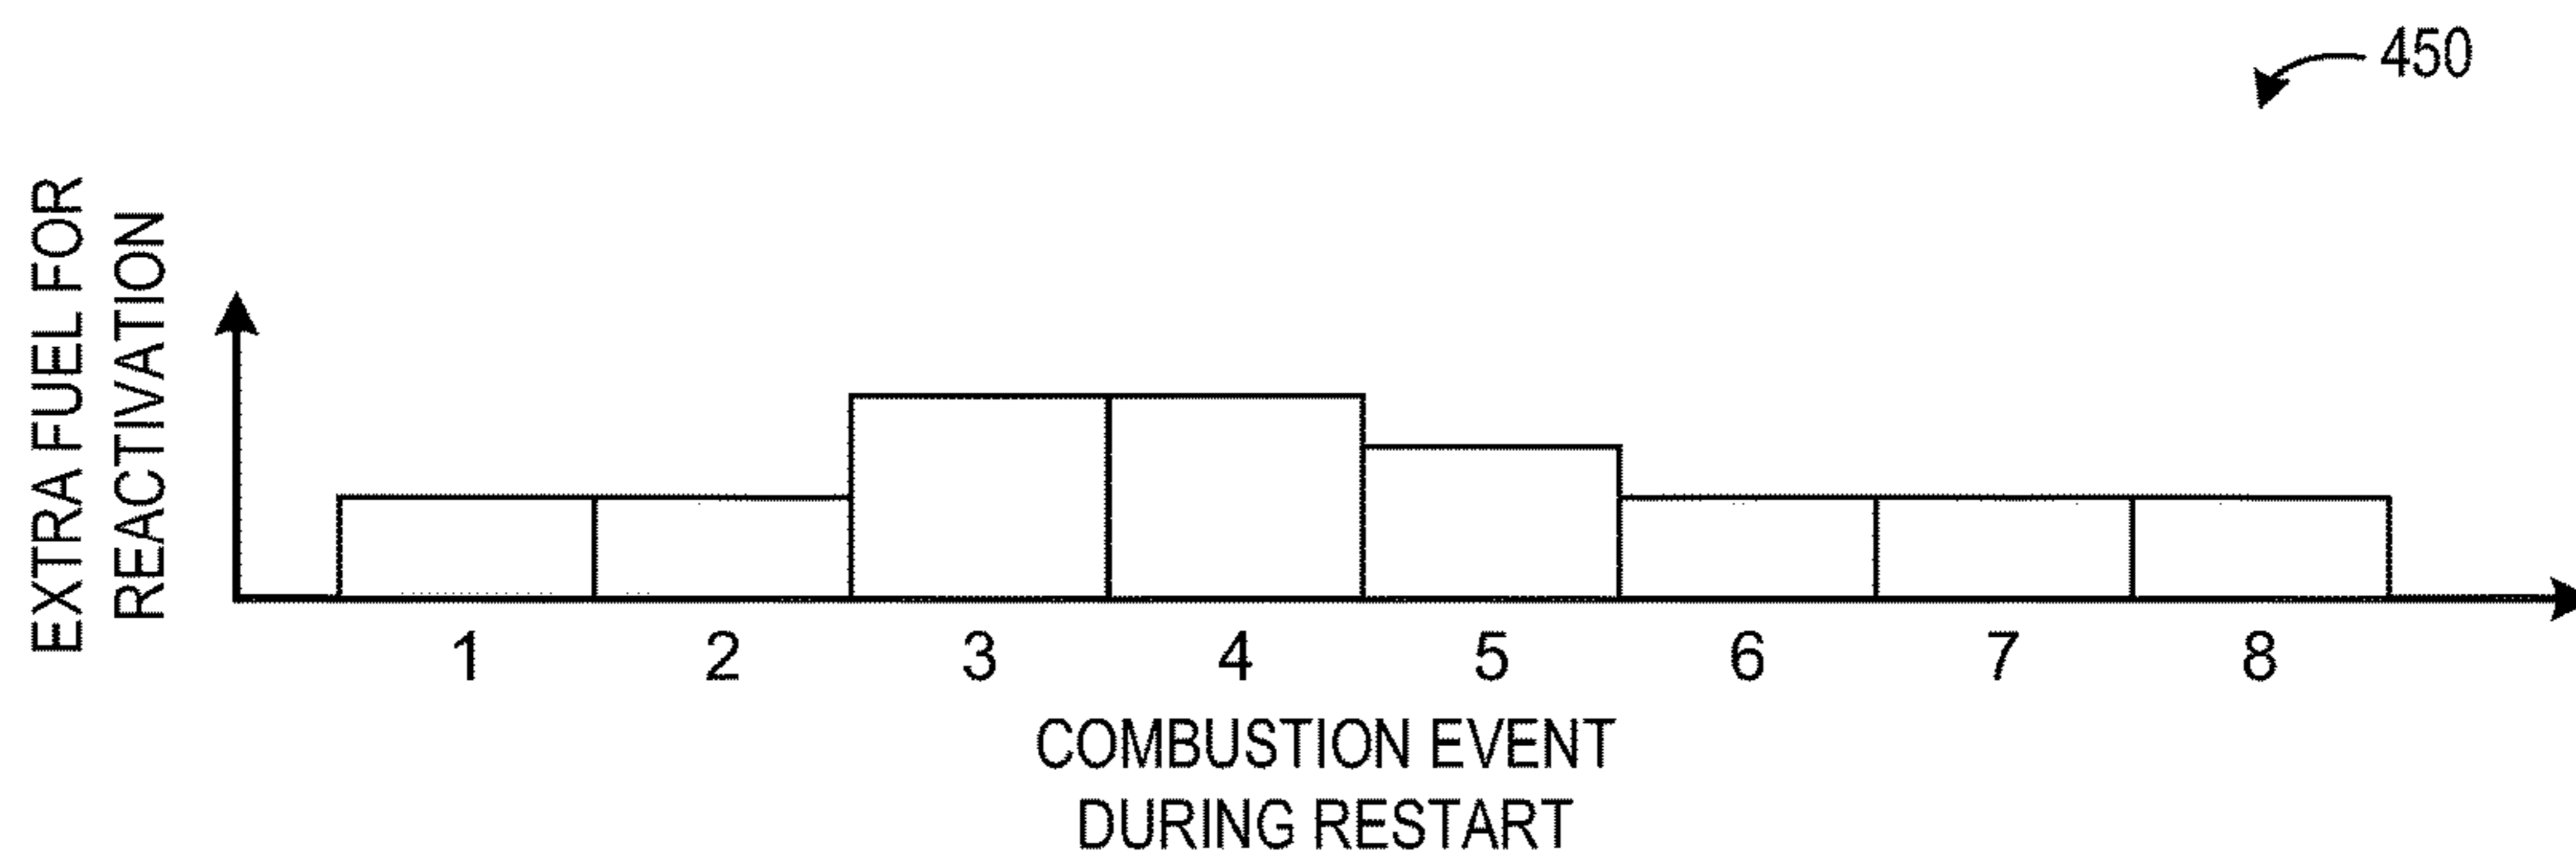 450
EXTRA FUEL FOR
REACTIVATION
1 2 3 4 5 6 7 8
COMBUSTION EVENT
DURING RESTART